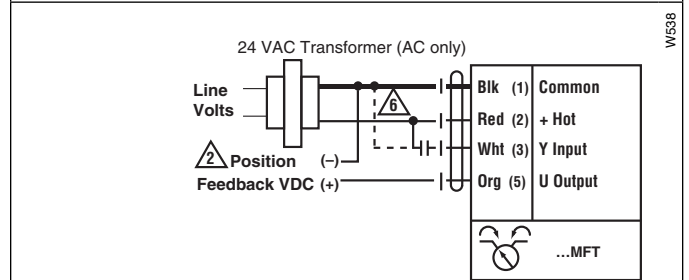 W538
24 VAC Transformer (AC only)
Line
Volts
Blk (1) Common
6
Red (2) + Hot
Wht (3) Y Input
2 Position (–)
Feedback VDC (+)
Org (5) U Output
...MFT